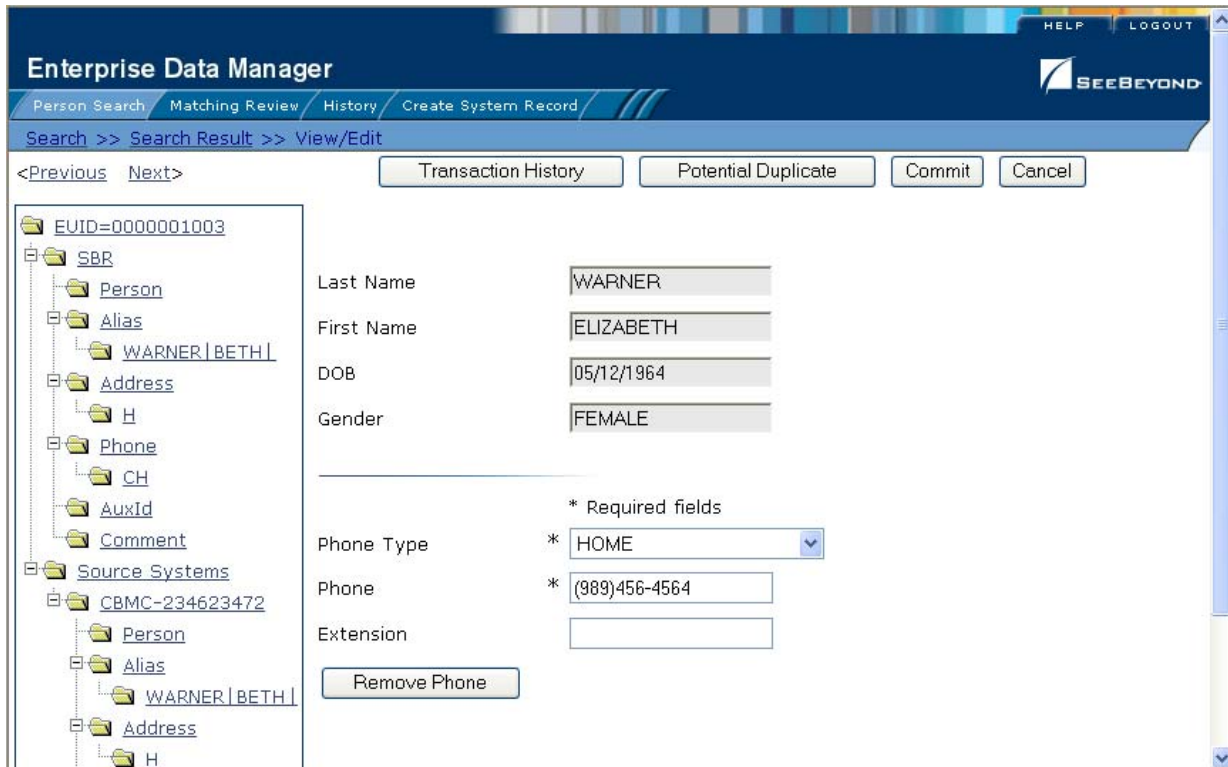 HELP LOGOUT
Enterprise Data Manager
SEEBEYOND
Person Search Matching Review History Create System Record
Search >> Search Result >> View/Edit
<Previous Next>
Transaction History Potential Duplicate Commit Cancel
EUID=0000001003
SBR
Person
Alias
WARNER|BETH|
Address
H
Phone
CH
AuxId
Comment
Source Systems
CBMC-234623472
Person
Alias
WARNER|BETH|
Address
H
Last Name WARNER
First Name ELIZABETH
DOB 05/12/1964
Gender FEMALE
* Required fields
Phone Type * HOME
Phone * (989)456-4564
Extension
Remove Phone